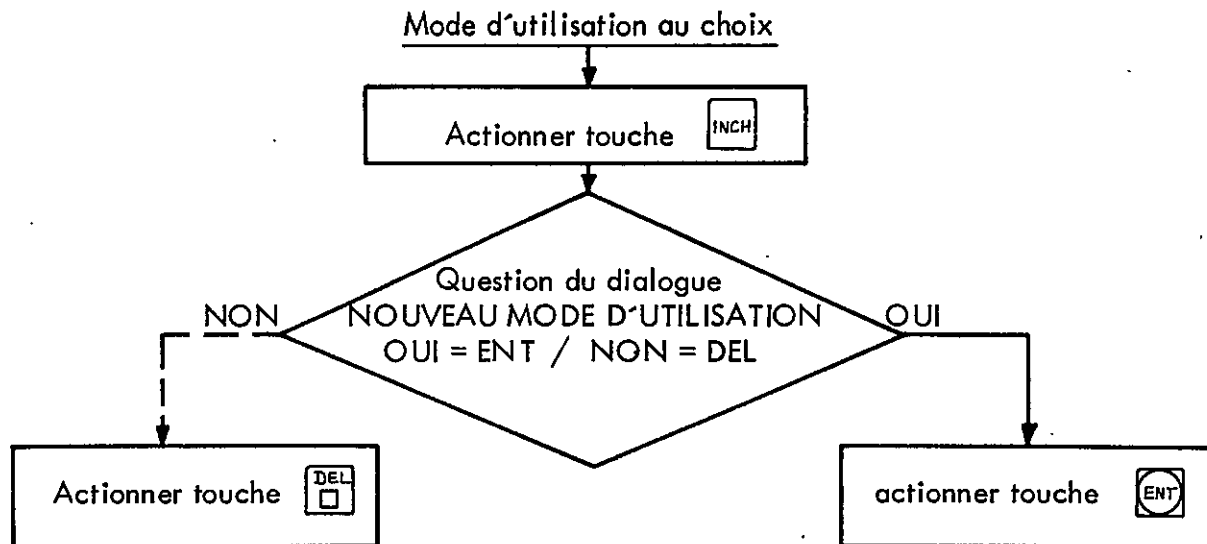 Mode d'utilisation au choix
Actionner touche INCH
Question du dialogue
NON NOUVEAU MODE D'UTILISATION OUI
OUI = ENT / NON = DEL
Actionner touche DEL
actionner touche ENT